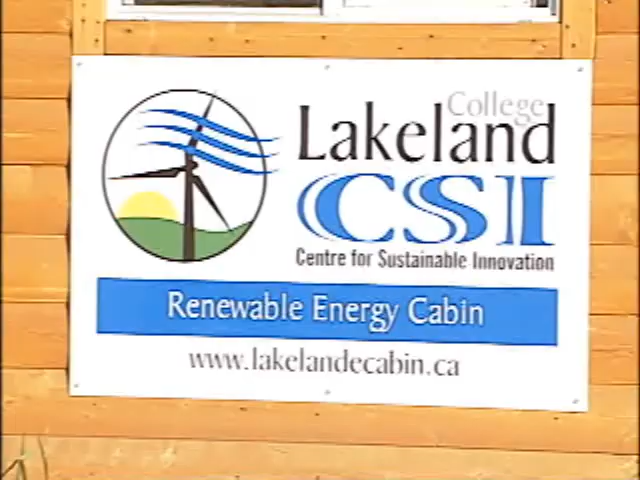 College
Lakeland
CSI
Centre for Sustainable Innovation
Renewable Energy Cabin
www.lakelandecabin.ca